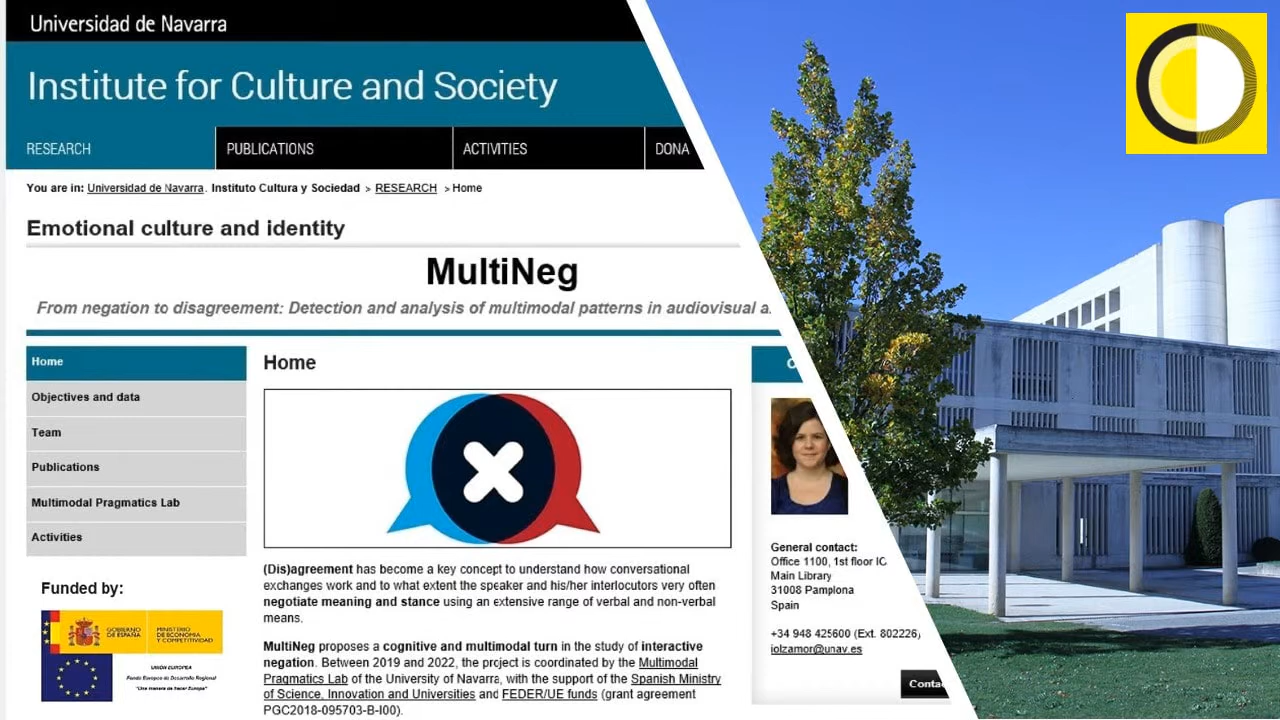 Universidad de Navarra
Institute for Culture and Society
RESEARCH PUBLICATIONS ACTIVITIES DONA
You are in: Universidad de Navarra. Instituto Cultura y Sociedad > RESEARCH > Home
Emotional culture and identity
MultiNeg
From negation to disagreement: Detection and analysis of multimodal patterns in audiovisual a
Home
Objectives and data
Team
Publications
Multimodal Pragmatics Lab
Activities
Funded by:
GOBIERNO
DE ESPAÑA
MINISTERIO
DE ECONOMÍA
Y COMPETITIVIDAD
UNIÓN EUROPEA
Fondo Europeo de Desarrollo Regional
"Una manera de hacer Europa"
Home
(Dis)agreement has become a key concept to understand how conversational
exchanges work and to what extent the speaker and his/her interlocutors very often
negotiate meaning and stance using an extensive range of verbal and non-verbal
means.
MultiNeg proposes a cognitive and multimodal turn in the study of interactive
negation. Between 2019 and 2022, the project is coordinated by the Multimodal
Pragmatics Lab of the University of Navarra, with the support of the Spanish Ministry
of Science, Innovation and Universities and FEDER/UE funds (grant agreement
PGC2018-095703-B-I00).
General contact:
Office 1100, 1st floor IC
Main Library
31008 Pamplona
Spain
+34 948 425600 (Ext. 802226)
iolzamor@unav.es
Contac